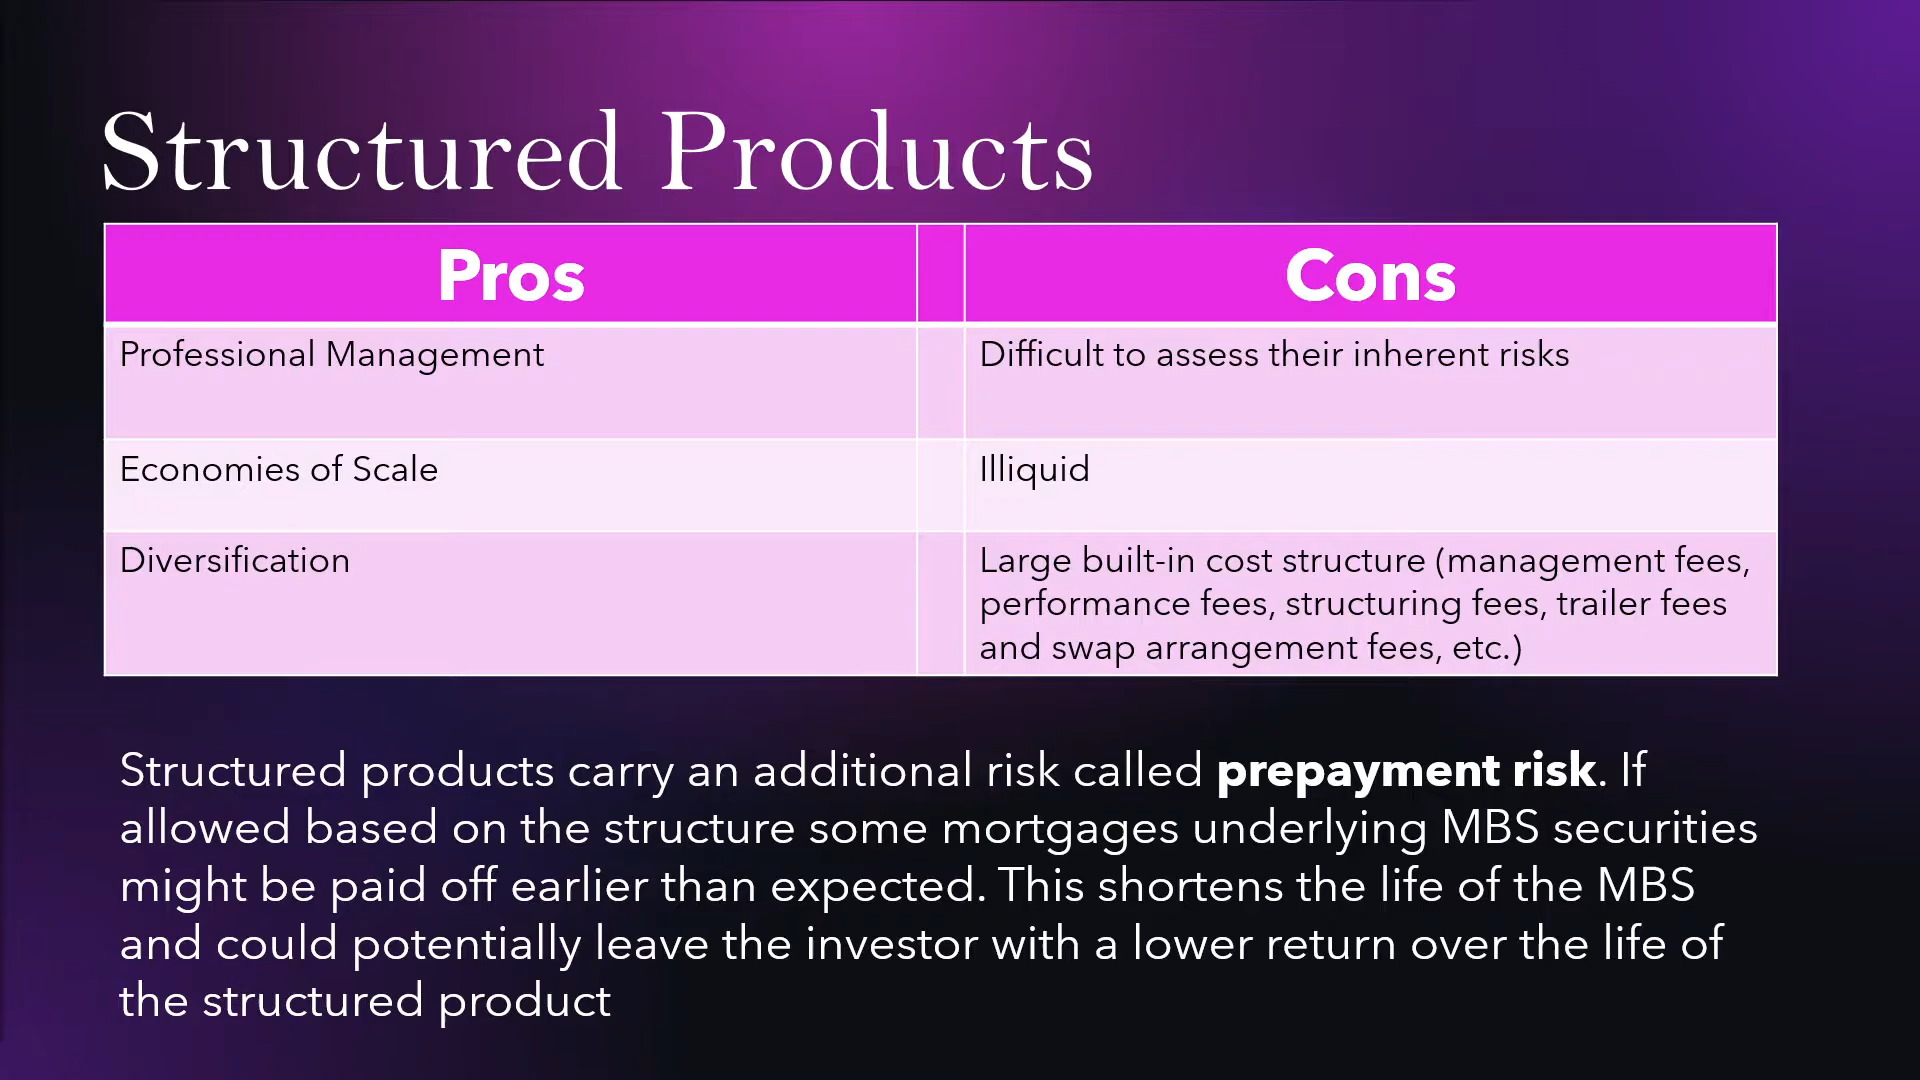 Structured Products
Pros
Cons
Professional Management
Difficult to assess their inherent risks
Economies of Scale
Illiquid
Diversification
Large built-in cost structure (management fees,
performance fees, structuring fees, trailer fees
and swap arrangement fees, etc.)
Structured products carry an additional risk called prepayment risk. If
allowed based on the structure some mortgages underlying MBS securities
might be paid off earlier than expected. This shortens the life of the MBS
and could potentially leave the investor with a lower return over the life of
the structured product